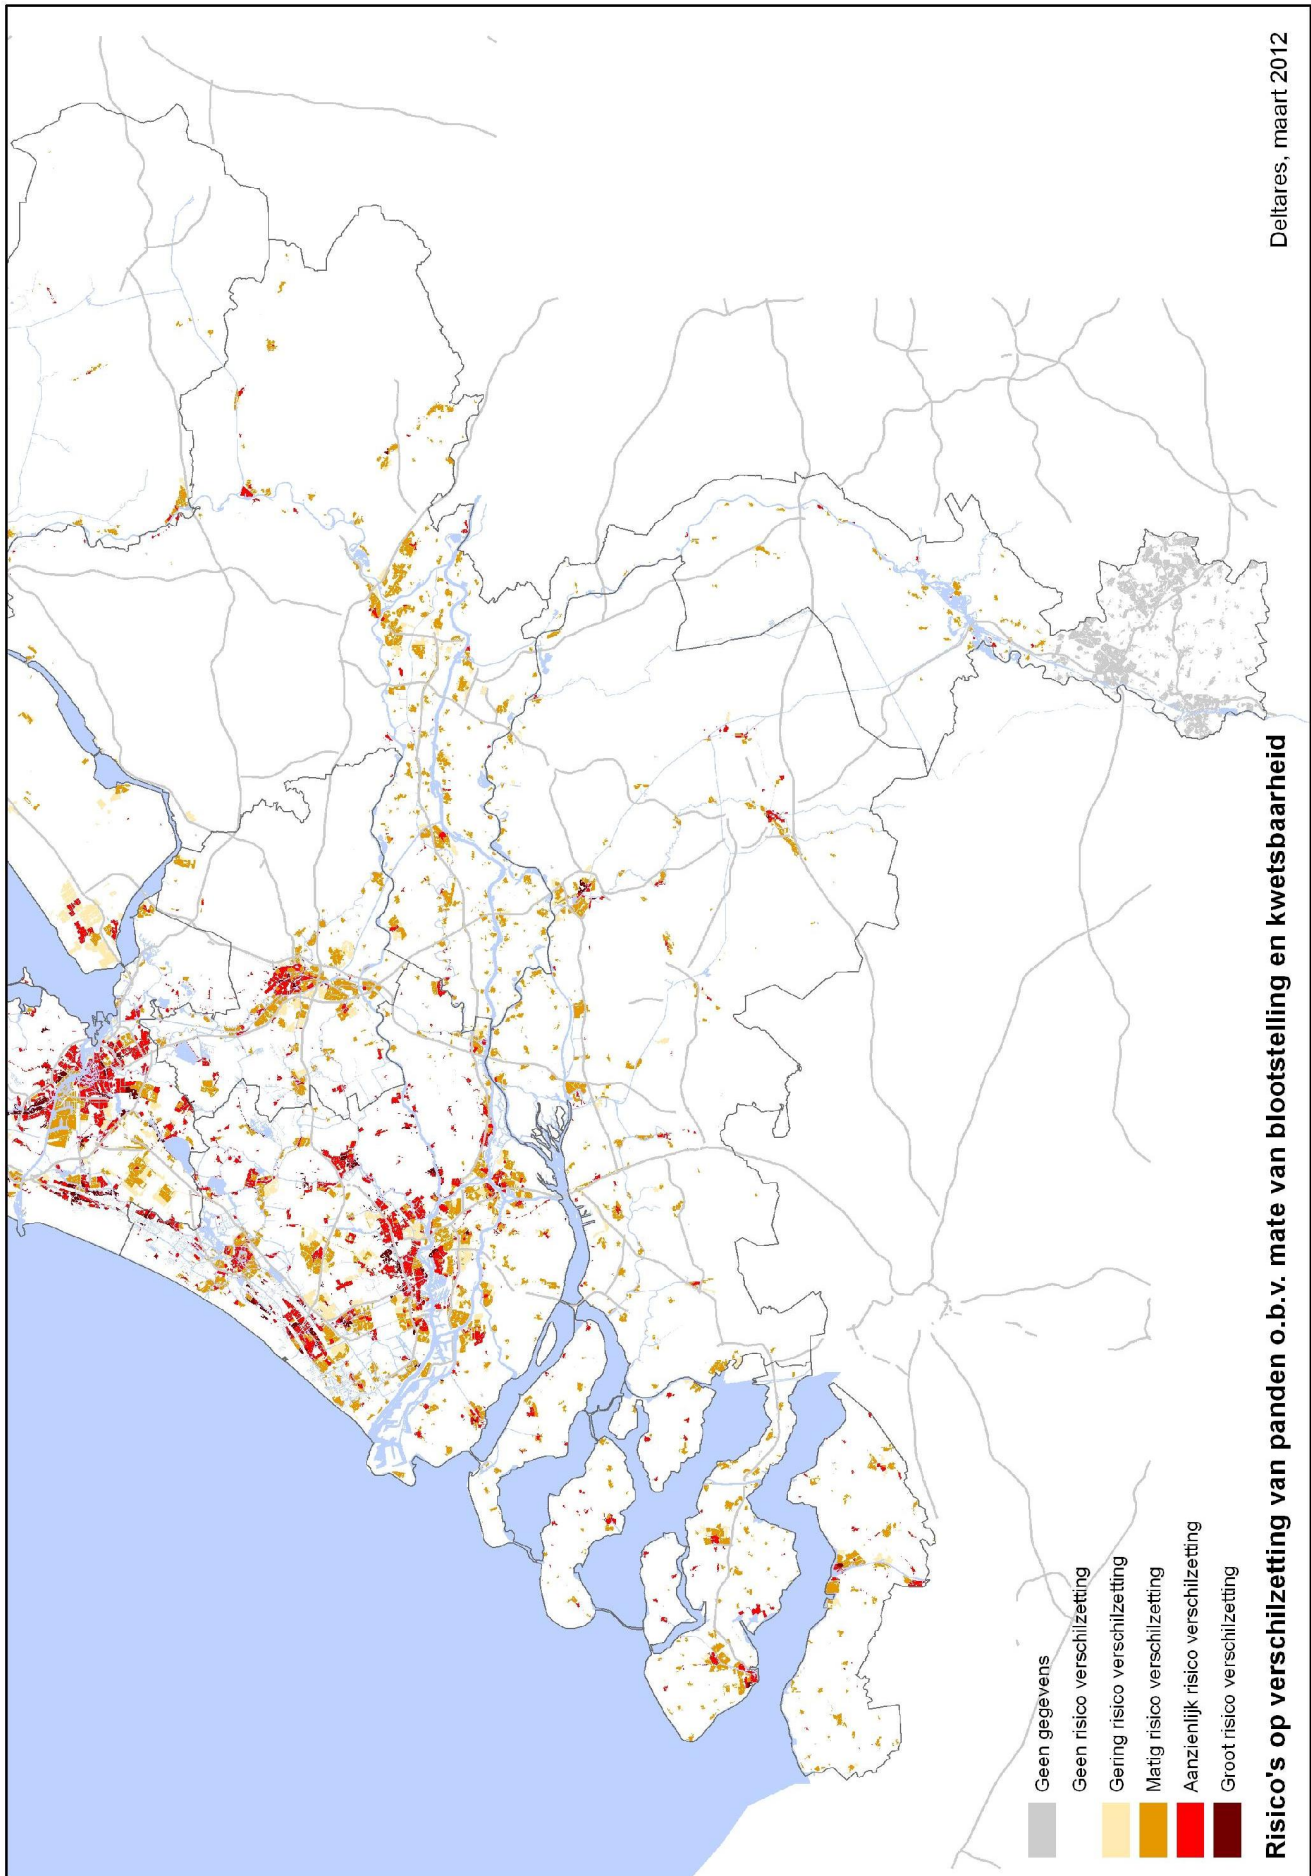 Geen gegevens
Geen risico verschilzetting
Gering risico verschilzetting
Matig risico verschilzetting
Aanzienlijk risico verschilzetting
Groot risico verschilzetting
Risico's op verschilzetting van panden o.b.v. mate van blootstelling en kwetsbaarheid
Deltares, maart 2012